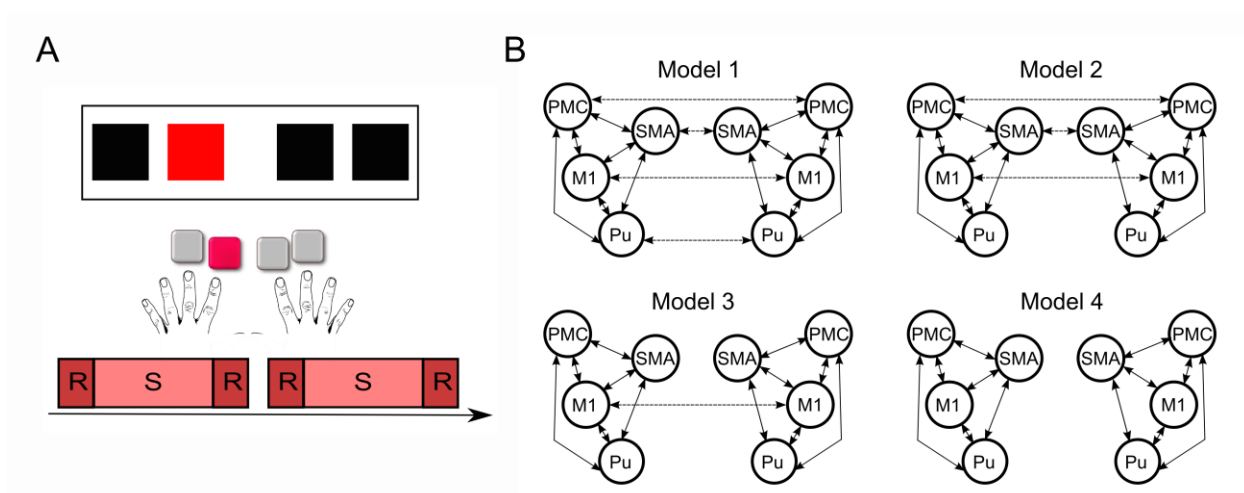 A
R S R R S R
B
Model 1
PMC PMC
SMA SMA
M1 M1
Pu Pu
Model 2
PMC PMC
SMA SMA
M1 M1
Pu Pu
Model 3
PMC PMC
SMA SMA
M1 M1
Pu Pu
Model 4
PMC PMC
SMA SMA
M1 M1
Pu Pu